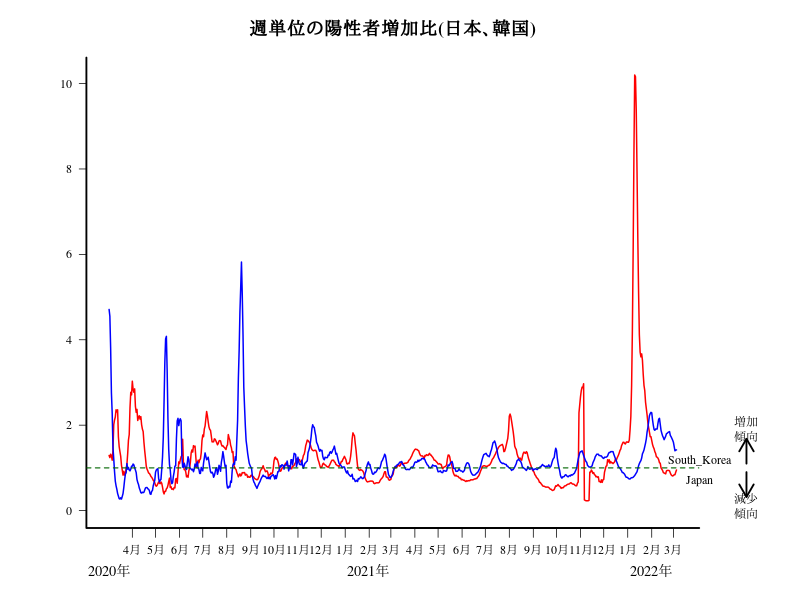 週単位の陽性者増加比(日本、韓国)
10
8
6
4
2
0
増加
傾向
South_Korea
Japan
減少
傾向
4月 5月 6月 7月 8月 9月 10月 11月 12月 1月 2月 3月 4月 5月 6月 7月 8月 9月 10月 11月 12月 1月 2月 3月
2020年 2021年 2022年